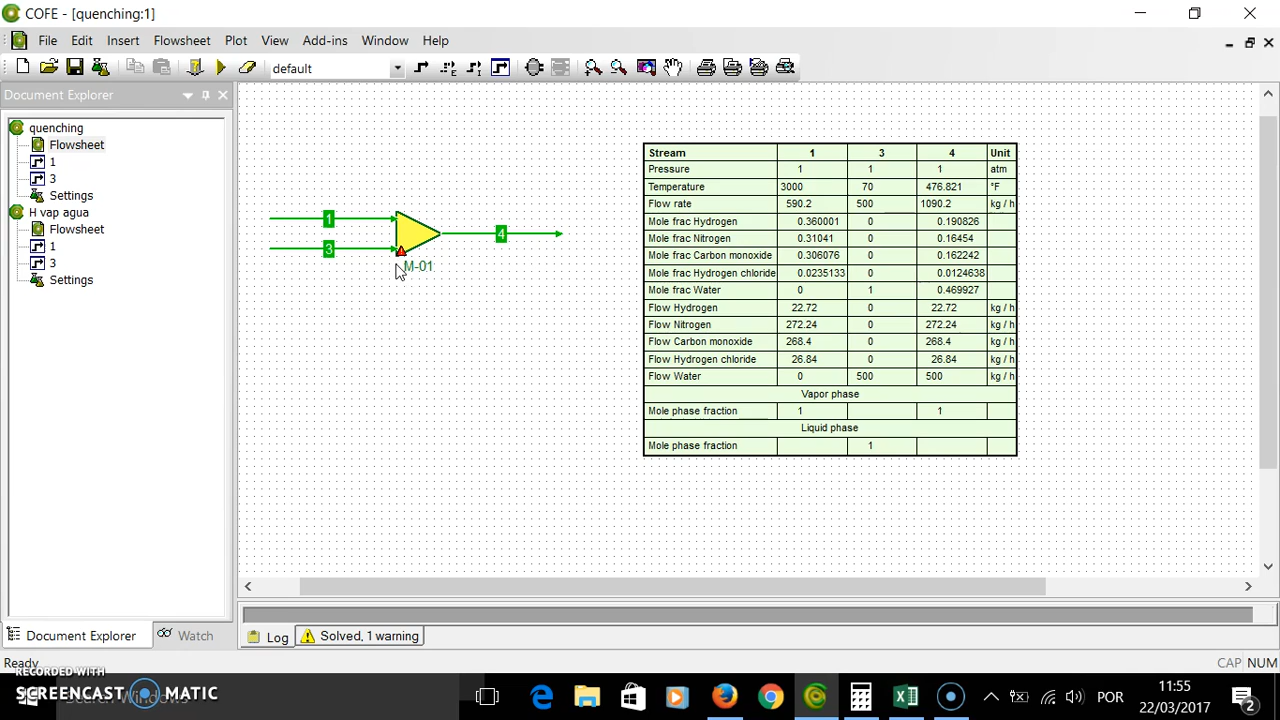 COFE - [quenching:1]
File Edit Insert Flowsheet Plot View Add-ins Window Help
default
Document Explorer
quenching
Flowsheet
1
3
Settings
H vap agua
Flowsheet
1
3
Settings
1
3
4
M-01
Stream 1 3 4 Unit
Pressure 1 1 1 atm
Temperature 3000 70 476.821 °F
Flow rate 590.2 500 1090.2 kg / h
Mole frac Hydrogen 0.360001 0 0.190826
Mole frac Nitrogen 0.31041 0 0.16454
Mole frac Carbon monoxide 0.306076 0 0.162242
Mole frac Hydrogen chloride 0.0235133 0 0.0124638
Mole frac Water 0 1 0.469927
Flow Hydrogen 22.72 0 22.72 kg / h
Flow Nitrogen 272.24 0 272.24 kg / h
Flow Carbon monoxide 268.4 0 268.4 kg / h
Flow Hydrogen chloride 26.84 0 26.84 kg / h
Flow Water 0 500 500 kg / h
Vapor phase
Mole phase fraction 1 1
Liquid phase
Mole phase fraction 1
Document Explorer Watch
Log Solved, 1 warning
Ready
CAP NUM
RECORDED WITH
SCREENCAST MATIC
Search Windows
POR
11:55
22/03/2017
2